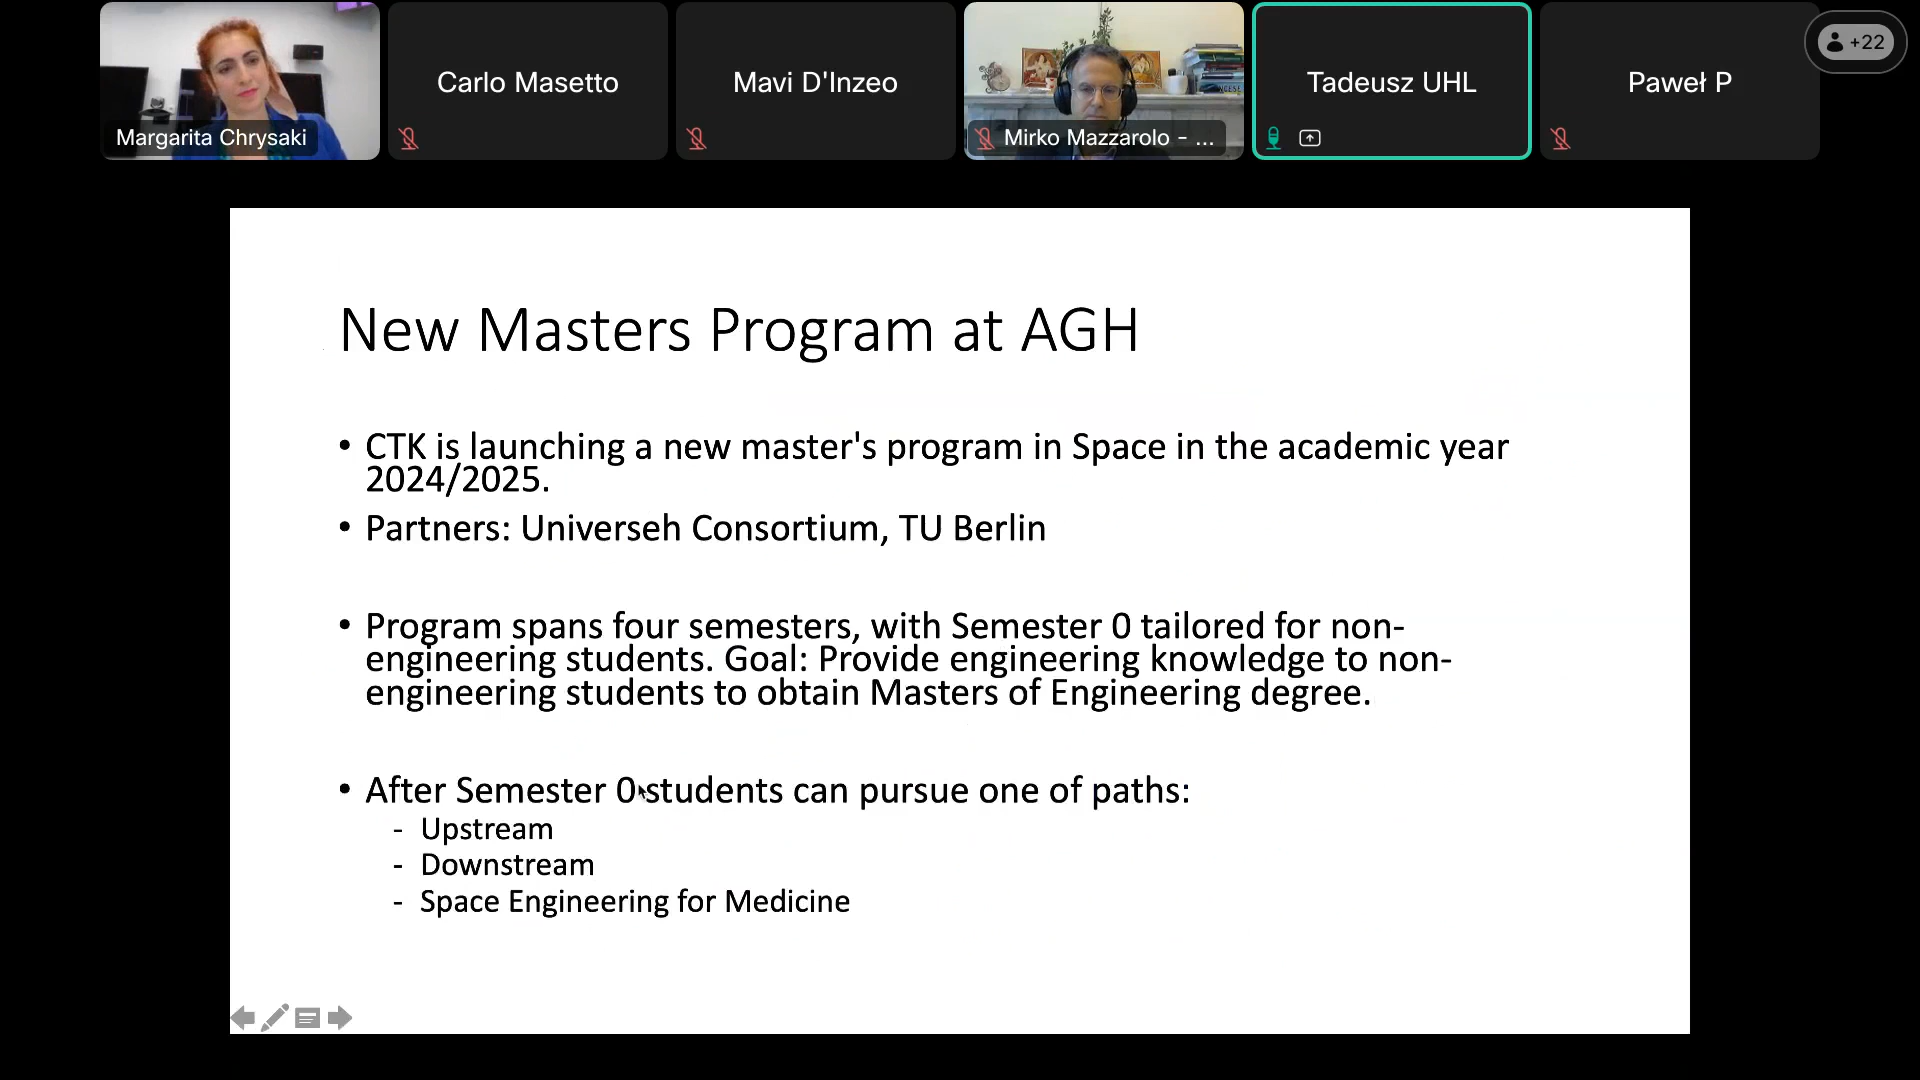 Margarita Chrysaki
Carlo Masetto
Mavi D'Inzeo
Mirko Mazzarolo - ...
Tadeusz UHL
Paweł P
+22
New Masters Program at AGH
• CTK is launching a new master's program in Space in the academic year
2024/2025.
• Partners: Universeh Consortium, TU Berlin
• Program spans four semesters, with Semester 0 tailored for non-
engineering students. Goal: Provide engineering knowledge to non-
engineering students to obtain Masters of Engineering degree.
• After Semester 0 students can pursue one of paths:
- Upstream
- Downstream
- Space Engineering for Medicine